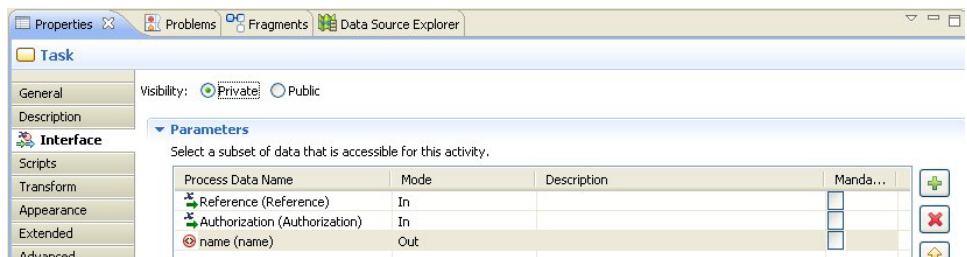 Properties Problems Fragments Data Source Explorer
Task
General
Description
Interface
Scripts
Transform
Appearance
Extended
Advanced
Visibility: Private Public
Parameters
Select a subset of data that is accessible for this activity.
Process Data Name Mode Description Manda...
Reference (Reference) In
Authorization (Authorization) In
name (name) Out